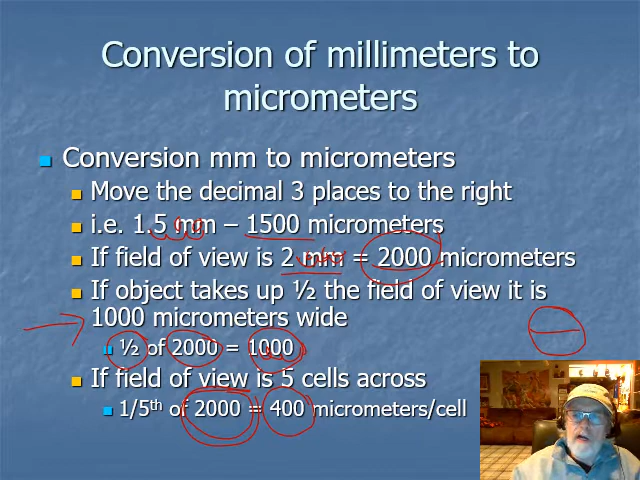 Conversion of millimeters to
micrometers
Conversion mm to micrometers
Move the decimal 3 places to the right
i.e. 1.5 mm – 1500 micrometers
If field of view is 2 mm = 2000 micrometers
If object takes up ½ the field of view it is
1000 micrometers wide
½ of 2000 = 1000
If field of view is 5 cells across
1/5th of 2000 = 400 micrometers/cell